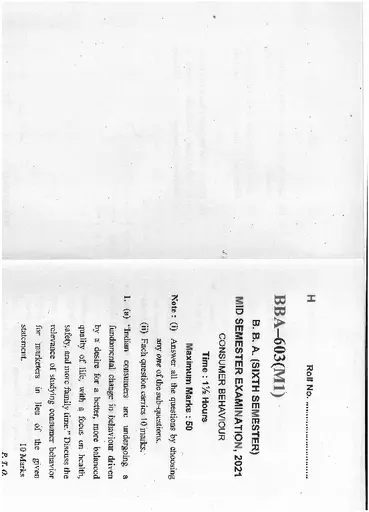 H
Roll No. ..............................
BBA–603(M1)
B. B. A. (SIXTH SEMESTER)
MID SEMESTER EXAMINATION, 2021
CONSUMER BEHAVIOUR
Time : 1½ Hours
Maximum Marks : 50
Note : (i) Answer all the questions by choosing
any one of the sub-questions.
(ii) Each question carries 10 marks.
1. (a) "Indian consumers are undergoing a
fundamental change in behaviour driven
by a desire for a better, more balanced
quality of life, with a focus on health,
safety, and more family time." Discuss the
relevance of studying consumer behavior
for marketers in lieu of the given
statement. 10 Marks
P. T. O.